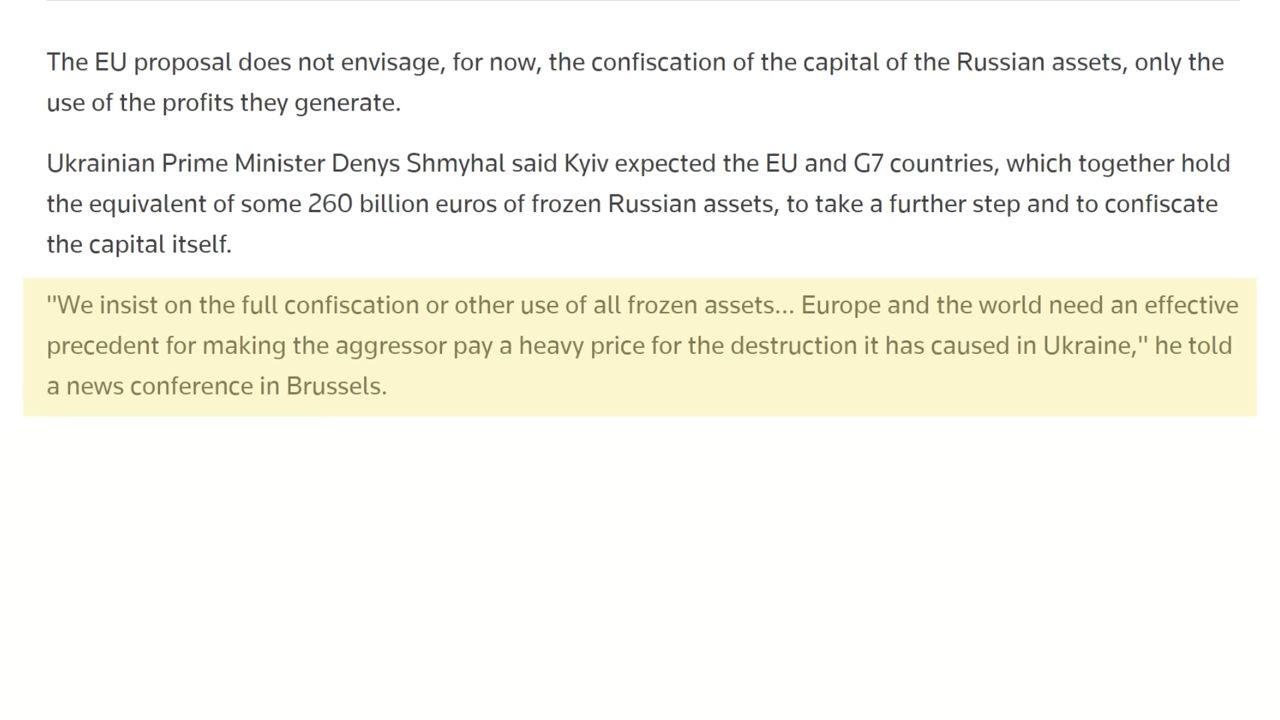 The EU proposal does not envisage, for now, the confiscation of the capital of the Russian assets, only the
use of the profits they generate.
Ukrainian Prime Minister Denys Shmyhal said Kyiv expected the EU and G7 countries, which together hold
the equivalent of some 260 billion euros of frozen Russian assets, to take a further step and to confiscate
the capital itself.
"We insist on the full confiscation or other use of all frozen assets... Europe and the world need an effective
precedent for making the aggressor pay a heavy price for the destruction it has caused in Ukraine," he told
a news conference in Brussels.